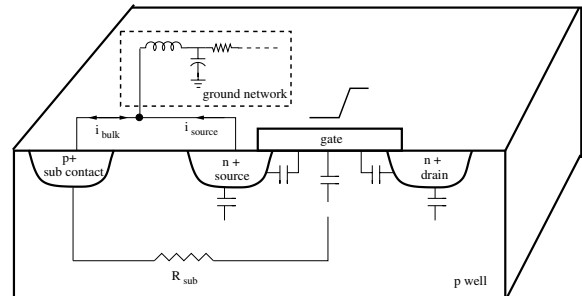 ground network
i bulk
i source
gate
p+
sub contact
n +
source
n +
drain
R sub
p well